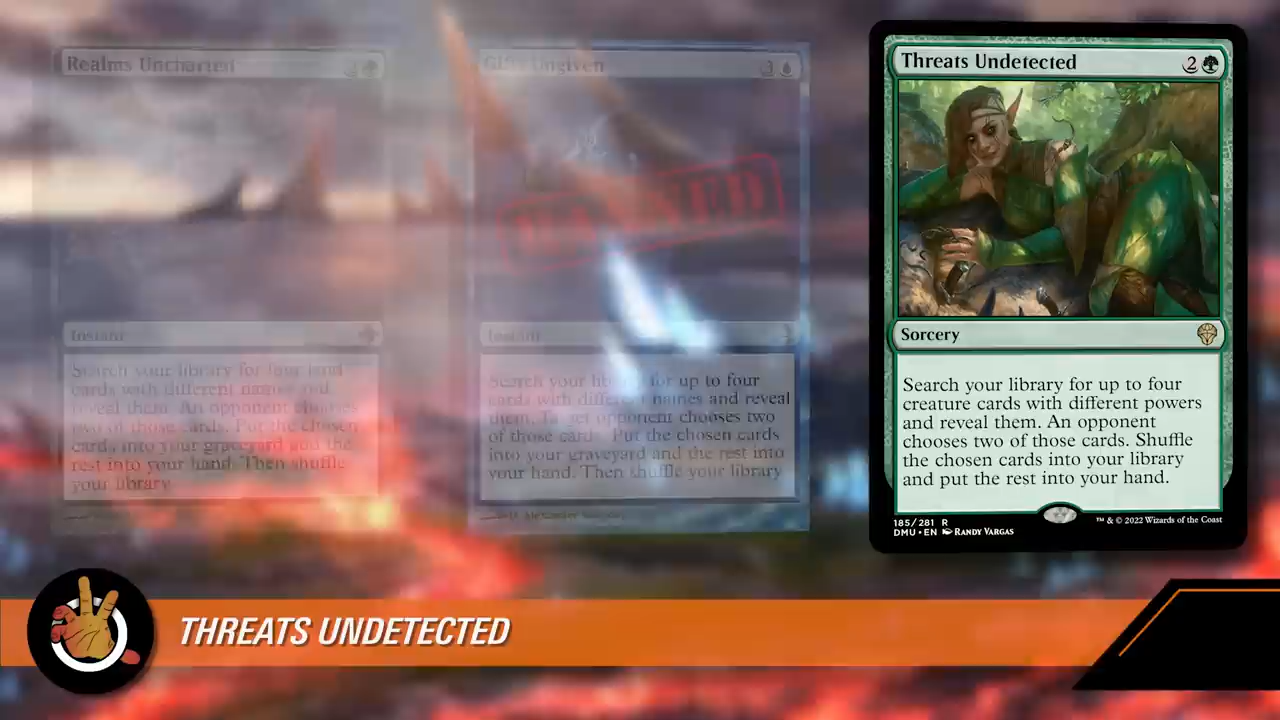 Realms Uncharted
Instant
Search your library for four land
cards with different names and
reveal them. An opponent chooses
two of those cards. Put the chosen
cards into your graveyard and the
rest into your hand. Then shuffle
your library
Gifts Ungiven
3
BANNED
Instant
Search your library for up to four
cards with different names and reveal
them. Target opponent chooses two
of those cards. Put the chosen cards
into your graveyard and the rest into
your hand. Then shuffle your library
Threats Undetected
2
Sorcery
Search your library for up to four
creature cards with different powers
and reveal them. An opponent
chooses two of those cards. Shuffle
the chosen cards into your library
and put the rest into your hand.
185/281 R
DMU • EN RANDY VARGAS
™ & © 2022 Wizards of the Coast
THREATS UNDETECTED